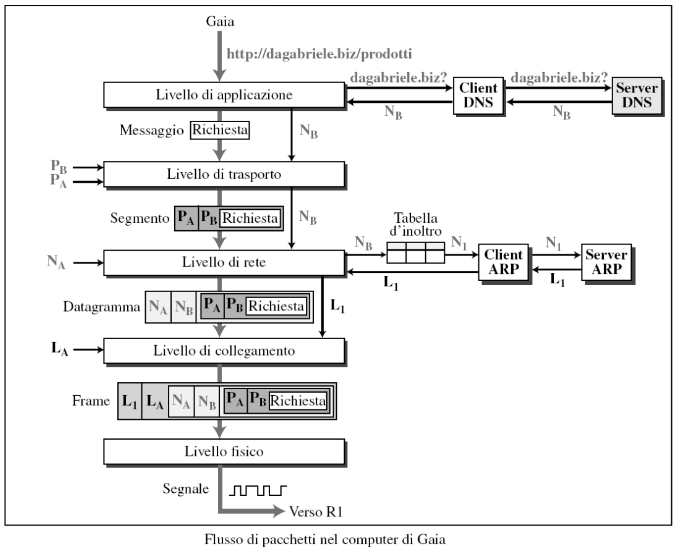 Gaia
http://dagabriele.biz/prodotti
dagabriele.biz?
dagabriele.biz?
Livello di applicazione
Client DNS
Server DNS
N_B
N_B
Messaggio Richiesta
N_B
P_B
P_A
Livello di trasporto
Segmento P_A P_B Richiesta
N_B
Tabella d'inoltro
N_A
Livello di rete
N_B
N_1
Client ARP
N_1
Server ARP
L_1
L_1
Datagramma N_A N_B P_A P_B Richiesta
L_1
L_A
Livello di collegamento
Frame L_1 L_A N_A N_B P_A P_B Richiesta
Livello fisico
Segnale
Verso R1
Flusso di pacchetti nel computer di Gaia